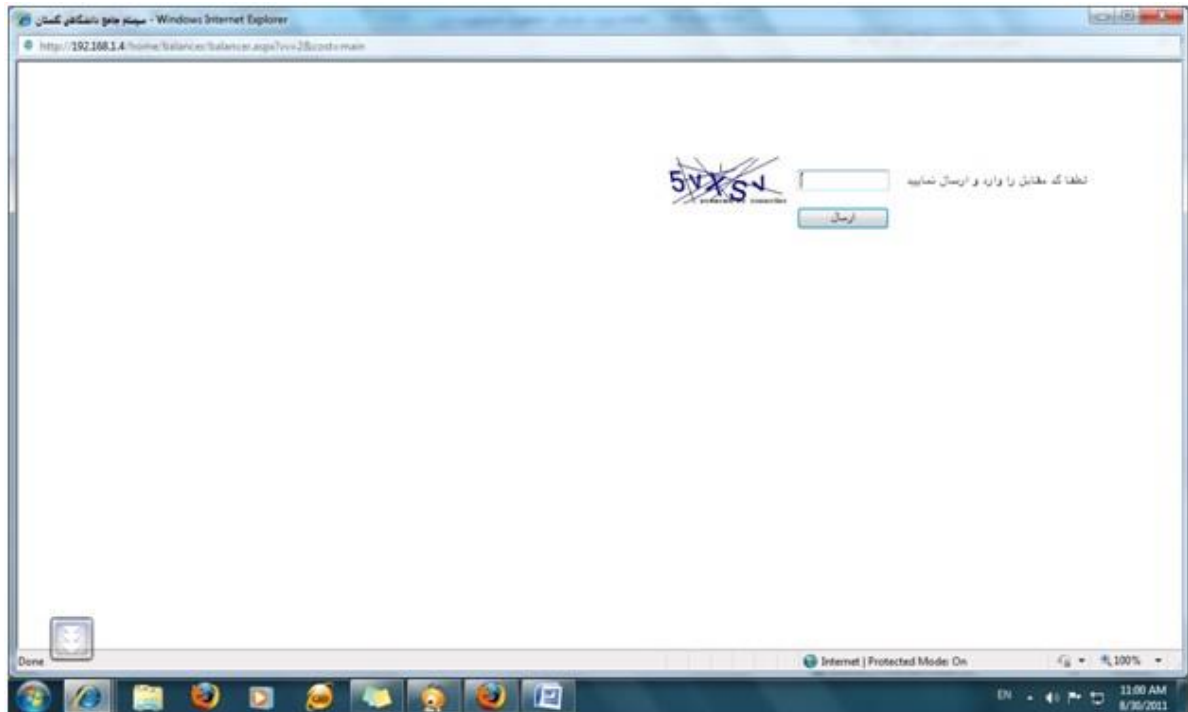 سیستم جامع دانشگاهی گلستان - Windows Internet Explorer
http://192.168.1.4/home/balancer/balancer.aspx
لطفا کد مقابل را وارد و ارسال نمایید
5vXSv
ارسال
Done
Internet | Protected Mode: On
100%
EN
11:00 AM
8/30/2011